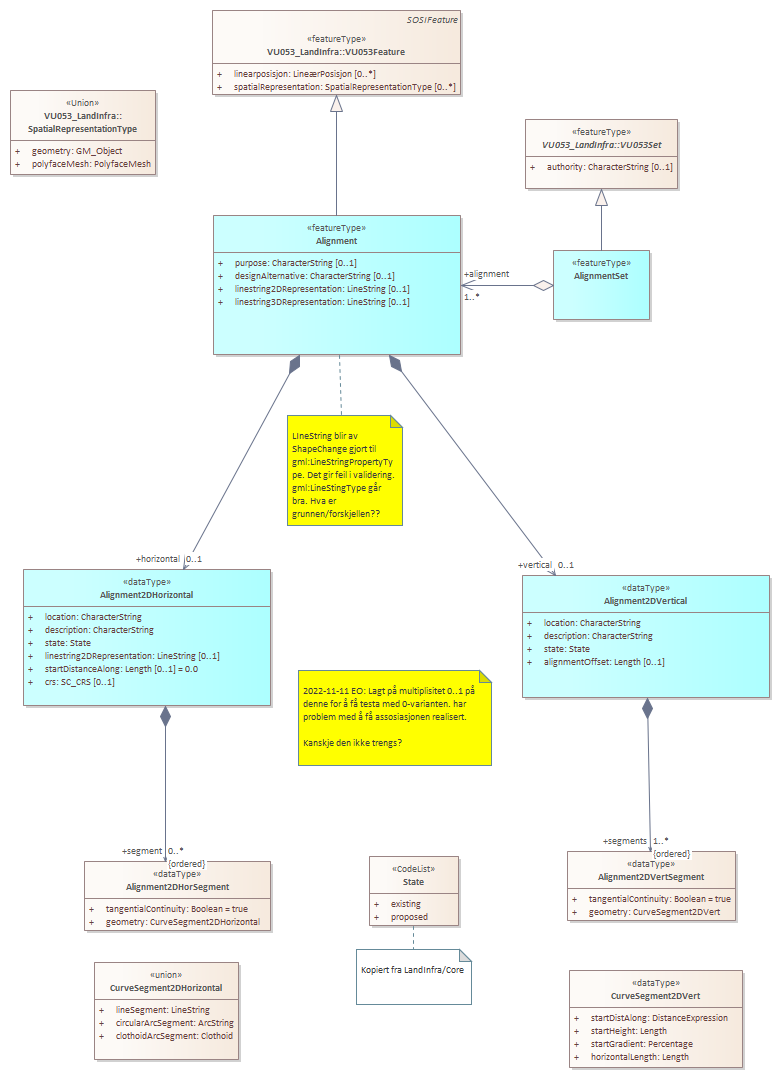 SOSIFeature
«featureType»
VU053_LandInfra::VU053Feature
+ linearposisjon: LineærPosisjon [0..*]
+ spatialRepresentation: SpatialRepresentationType [0..*]
«Union»
VU053_LandInfra::
SpatialRepresentationType
+ geometry: GM_Object
+ polyfaceMesh: PolyfaceMesh
«featureType»
VU053_LandInfra::VU053Set
+ authority: CharacterString [0..1]
«featureType»
Alignment
+ purpose: CharacterString [0..1]
+ designAlternative: CharacterString [0..1]
+ linestring2DRepresentation: LineString [0..1]
+ linestring3DRepresentation: LineString [0..1]
+alignment
1..*
«featureType»
AlignmentSet
LIneString blir av
ShapeChange gjort til
gml:LineStringPropertyTy
pe. Det gir feil i validering.
gml:LineStingType går
bra. Hva er
grunnen/forskjellen??
+horizontal 0..1
+vertical 0..1
«dataType»
Alignment2DHorizontal
+ location: CharacterString
+ description: CharacterString
+ state: State
+ linestring2DRepresentation: LineString [0..1]
+ startDistanceAlong: Length [0..1] = 0.0
+ crs: SC_CRS [0..1]
«dataType»
Alignment2DVertical
+ location: CharacterString
+ description: CharacterString
+ state: State
+ alignmentOffset: Length [0..1]
2022-11-11 EO: Lagt på multiplisitet 0..1 på
denne for å få testa med 0-varianten. har
problem med å få assosiasjonen realisert.
Kanskje den ikke trengs?
+segment 0..*
{ordered}
«dataType»
Alignment2DHorSegment
+ tangentialContinuity: Boolean = true
+ geometry: CurveSegment2DHorizontal
«CodeList»
State
+ existing
+ proposed
+segments 1..*
{ordered}
«dataType»
Alignment2DVertSegment
+ tangentialContinuity: Boolean = true
+ geometry: CurveSegment2DVert
Kopiert fra LandInfra/Core
«union»
CurveSegment2DHorizontal
+ lineSegment: LineString
+ circularArcSegment: ArcString
+ clothoidArcSegment: Clothoid
«dataType»
CurveSegment2DVert
+ startDistAlong: DistanceExpression
+ startHeight: Length
+ startGradient: Percentage
+ horizontalLength: Length